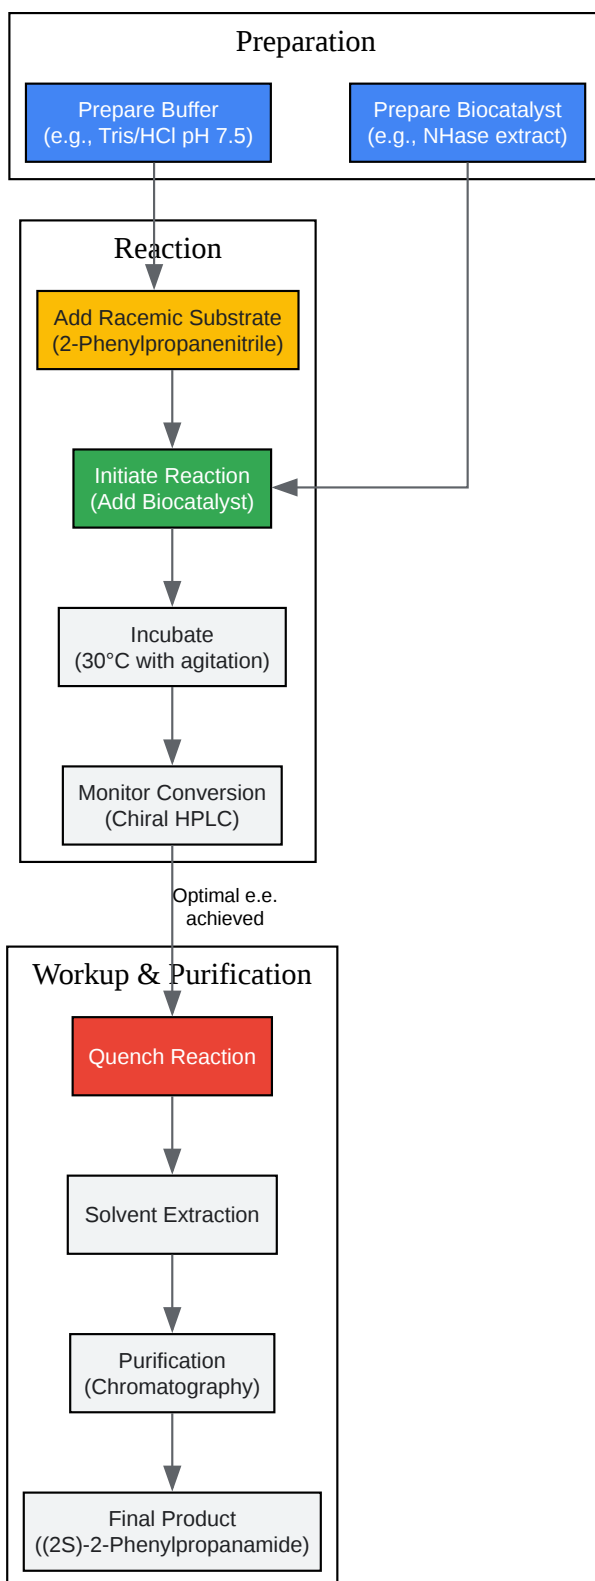 Preparation
Prepare Buffer
(e.g., Tris/HCl pH 7.5)
Prepare Biocatalyst
(e.g., NHase extract)
Reaction
Add Racemic Substrate
(2-Phenylpropanenitrile)
Initiate Reaction
(Add Biocatalyst)
Incubate
(30°C with agitation)
Monitor Conversion
(Chiral HPLC)
Optimal e.e.
achieved
Workup & Purification
Quench Reaction
Solvent Extraction
Purification
(Chromatography)
Final Product
((2S)-2-Phenylpropanamide)